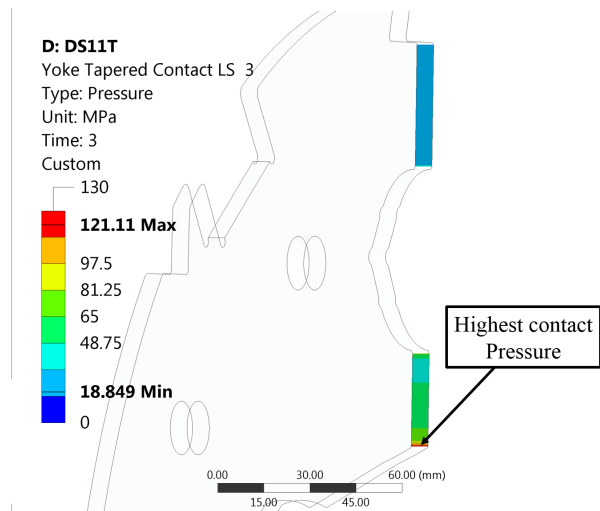 D: DS11T
Yoke Tapered Contact LS 3
Type: Pressure
Unit: MPa
Time: 3
Custom
130
121.11 Max
97.5
81.25
65
48.75
18.849 Min
0
Highest contact
Pressure
0.00 30.00 60.00 (mm)
15.00 45.00